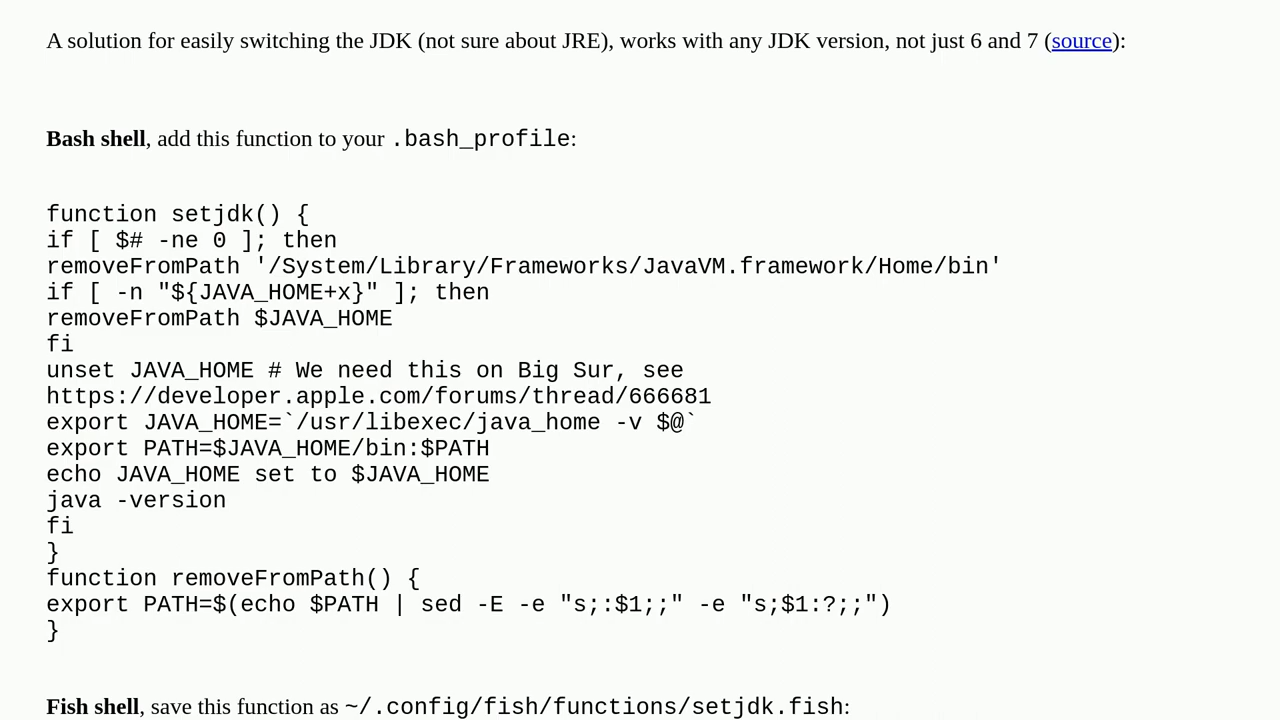 A solution for easily switching the JDK (not sure about JRE), works with any JDK version, not just 6 and 7 (source):
Bash shell, add this function to your .bash_profile:
function setjdk() {
if [ $# -ne 0 ]; then
removeFromPath '/System/Library/Frameworks/JavaVM.framework/Home/bin'
if [ -n "${JAVA_HOME+x}" ]; then
removeFromPath $JAVA_HOME
fi
unset JAVA_HOME # We need this on Big Sur, see
https://developer.apple.com/forums/thread/666681
export JAVA_HOME=`/usr/libexec/java_home -v $@`
export PATH=$JAVA_HOME/bin:$PATH
echo JAVA_HOME set to $JAVA_HOME
java -version
fi
}
function removeFromPath() {
export PATH=$(echo $PATH | sed -E -e "s;:$1;;" -e "s;$1:?;;")
}
Fish shell, save this function as ~/.config/fish/functions/setjdk.fish: